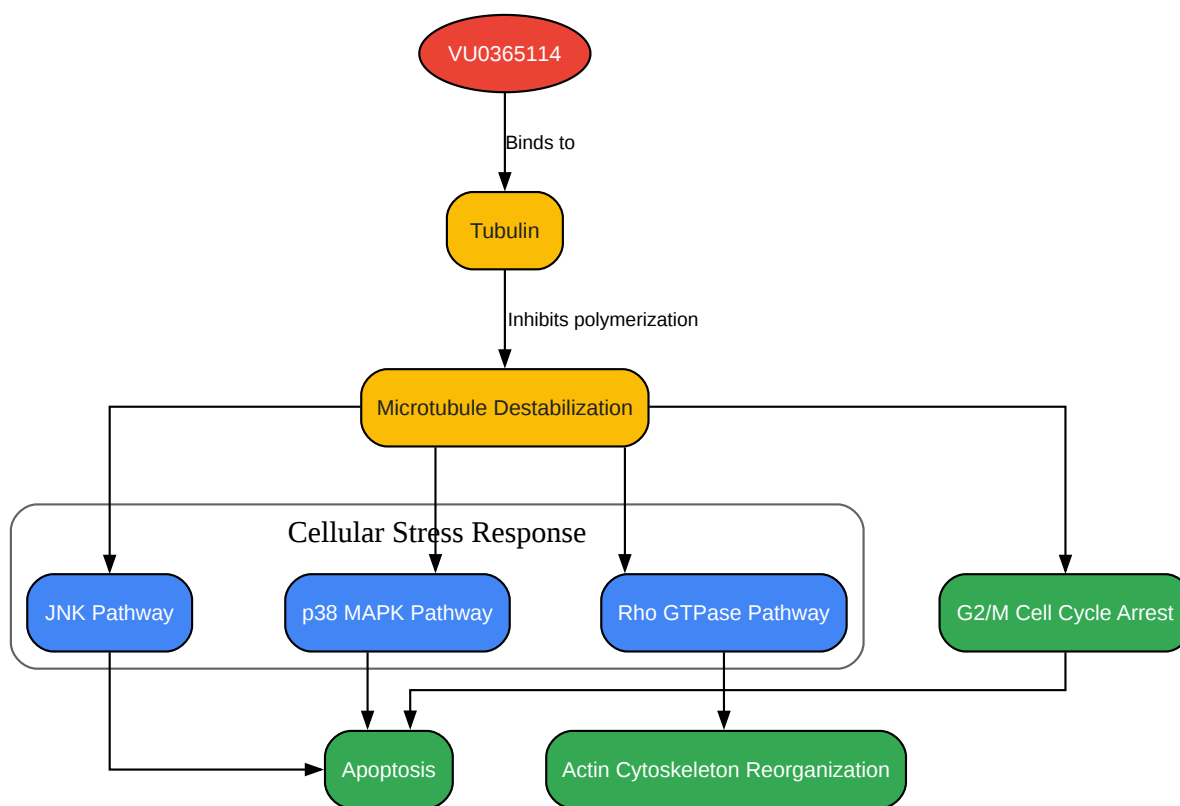 VU0365114
Binds to
Tubulin
Inhibits polymerization
Microtubule Destabilization
Cellular Stress Response
JNK Pathway
p38 MAPK Pathway
Rho GTPase Pathway
G2/M Cell Cycle Arrest
Apoptosis
Actin Cytoskeleton Reorganization